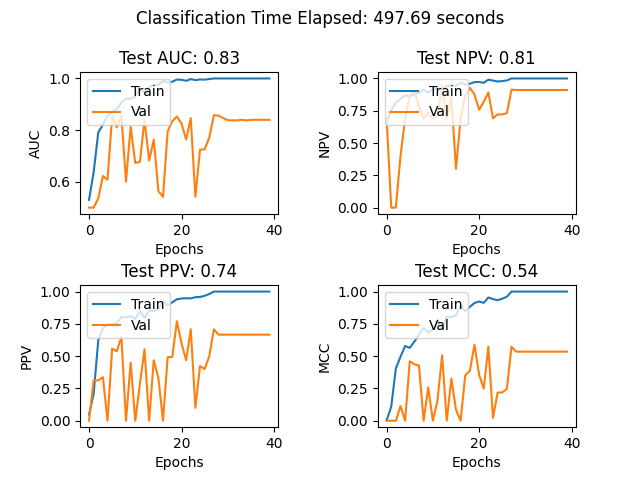 Classification Time Elapsed: 497.69 seconds
Test AUC: 0.83
1.0
0.8
0.6
AUC
Train
Val
0
20
40
Epochs
Test NPV: 0.81
1.00
0.75
0.50
0.25
0.00
NPV
Train
Val
0
20
40
Epochs
Test PPV: 0.74
1.00
0.75
0.50
0.25
0.00
PPV
Train
Val
0
20
40
Epochs
Test MCC: 0.54
1.00
0.75
0.50
0.25
0.00
MCC
Train
Val
0
20
40
Epochs